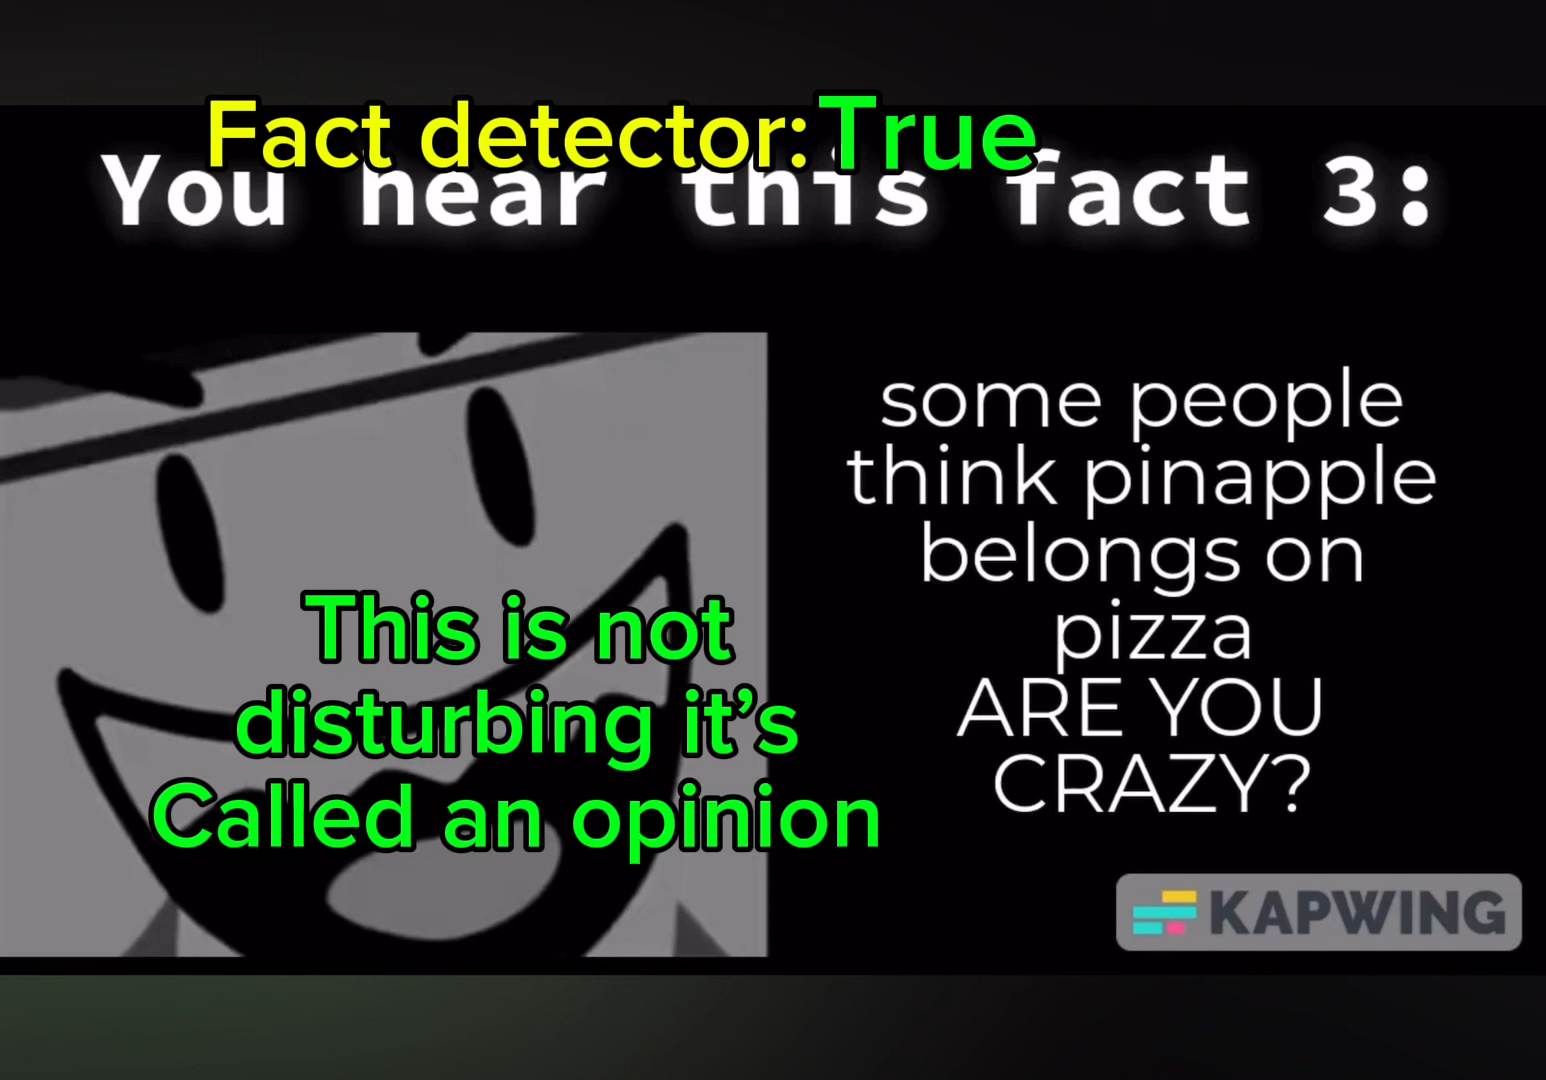 Fact detector: True
You hear this fact 3:
some people
think pinapple
belongs on
pizza
ARE YOU
CRAZY?
This is not
disturbing it’s
Called an opinion
KAPWING